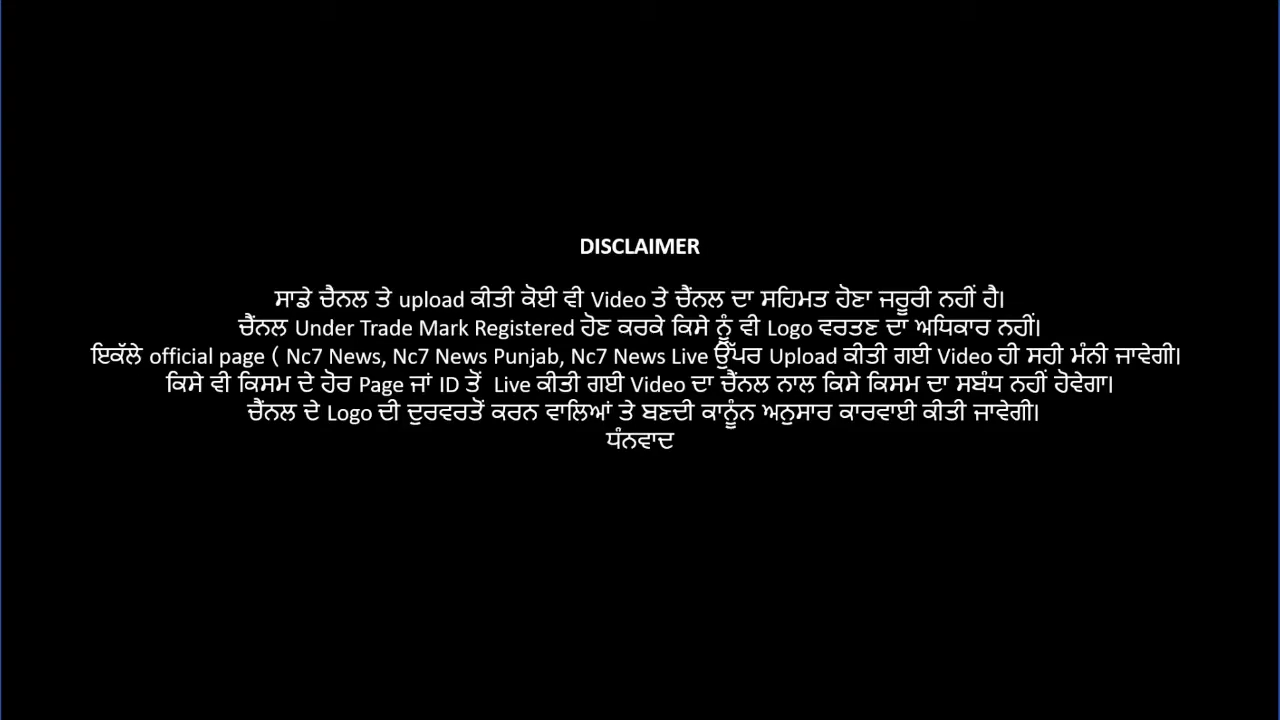 DISCLAIMER
ਸਾਡੇ ਚੈਨਲ ਤੇ upload ਕੀਤੀ ਕੋਈ ਵੀ Video ਤੇ ਚੈਂਨਲ ਦਾ ਸਹਿਮਤ ਹੋਣਾ ਜਰੂਰੀ ਨਹੀਂ ਹੈ।
ਚੈਂਨਲ Under Trade Mark Registered ਹੋਣ ਕਰਕੇ ਕਿਸੇ ਨੂੰ ਵੀ Logo ਵਰਤਣ ਦਾ ਅਧਿਕਾਰ ਨਹੀਂ।
ਇਕੱਲੇ official page ( Nc7 News, Nc7 News Punjab, Nc7 News Live ਉੱਪਰ Upload ਕੀਤੀ ਗਈ Video ਹੀ ਸਹੀ ਮੰਨੀ ਜਾਵੇਗੀ।
ਕਿਸੇ ਵੀ ਕਿਸਮ ਦੇ ਹੋਰ Page ਜਾਂ ID ਤੋਂ Live ਕੀਤੀ ਗਈ Video ਦਾ ਚੈਂਨਲ ਨਾਲ ਕਿਸੇ ਕਿਸਮ ਦਾ ਸਬੰਧ ਨਹੀਂ ਹੋਵੇਗਾ।
ਚੈਂਨਲ ਦੇ Logo ਦੀ ਦੁਰਵਰਤੋਂ ਕਰਨ ਵਾਲਿਆਂ ਤੇ ਬਣਦੀ ਕਾਨੂੰਨ ਅਨੁਸਾਰ ਕਾਰਵਾਈ ਕੀਤੀ ਜਾਵੇਗੀ।
ਧੰਨਵਾਦ